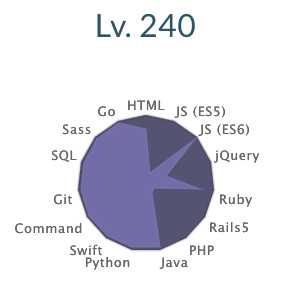 Lv. 240
HTML
Go
JS (ES5)
Sass
JS (ES6)
SQL
jQuery
Git
Ruby
Command
Rails5
Swift
PHP
Python
Java